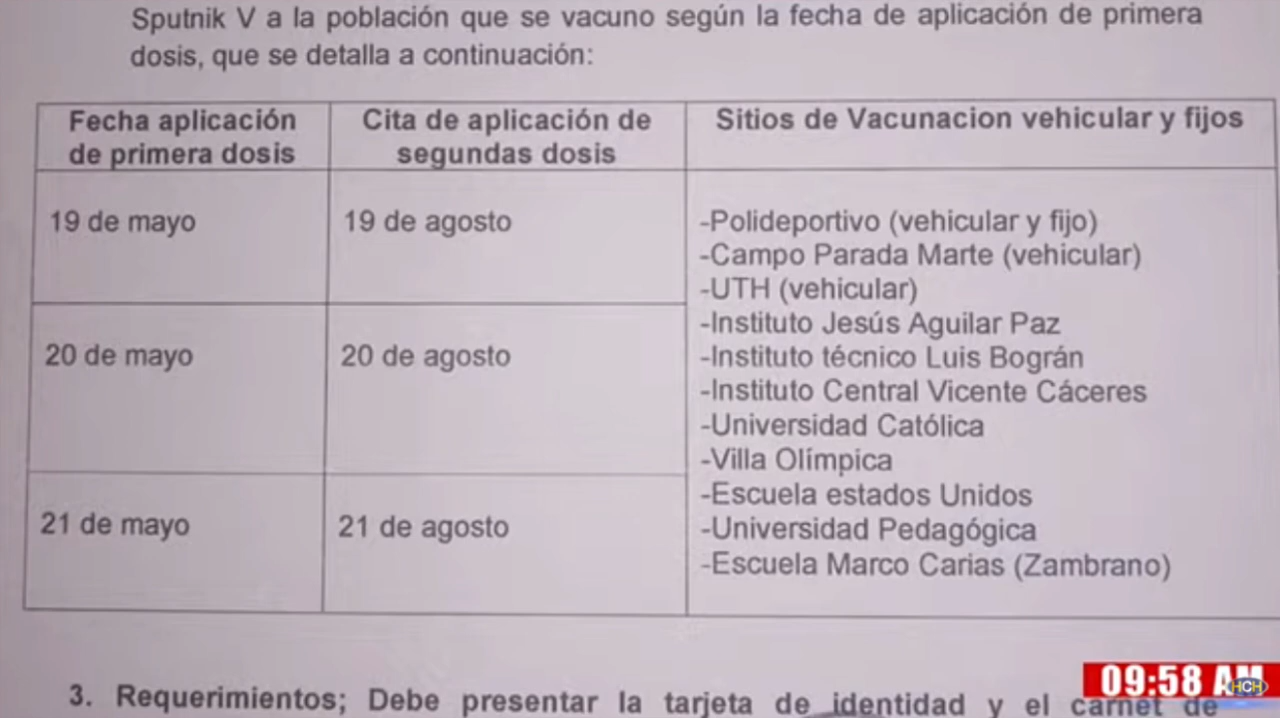 Sputnik V a la población que se vacuno según la fecha de aplicación de primera
dosis, que se detalla a continuación:
Fecha aplicación
de primera dosis
Cita de aplicación de
segundas dosis
Sitios de Vacunacion vehicular y fijos
19 de mayo
19 de agosto
20 de mayo
20 de agosto
21 de mayo
21 de agosto
-Polideportivo (vehicular y fijo)
-Campo Parada Marte (vehicular)
-UTH (vehicular)
-Instituto Jesús Aguilar Paz
-Instituto técnico Luis Bográn
-Instituto Central Vicente Cáceres
-Universidad Católica
-Villa Olímpica
-Escuela estados Unidos
-Universidad Pedagógica
-Escuela Marco Carias (Zambrano)
3. Requerimientos; Debe presentar la tarjeta de identidad y el carnet de
09:58 AM
HCH